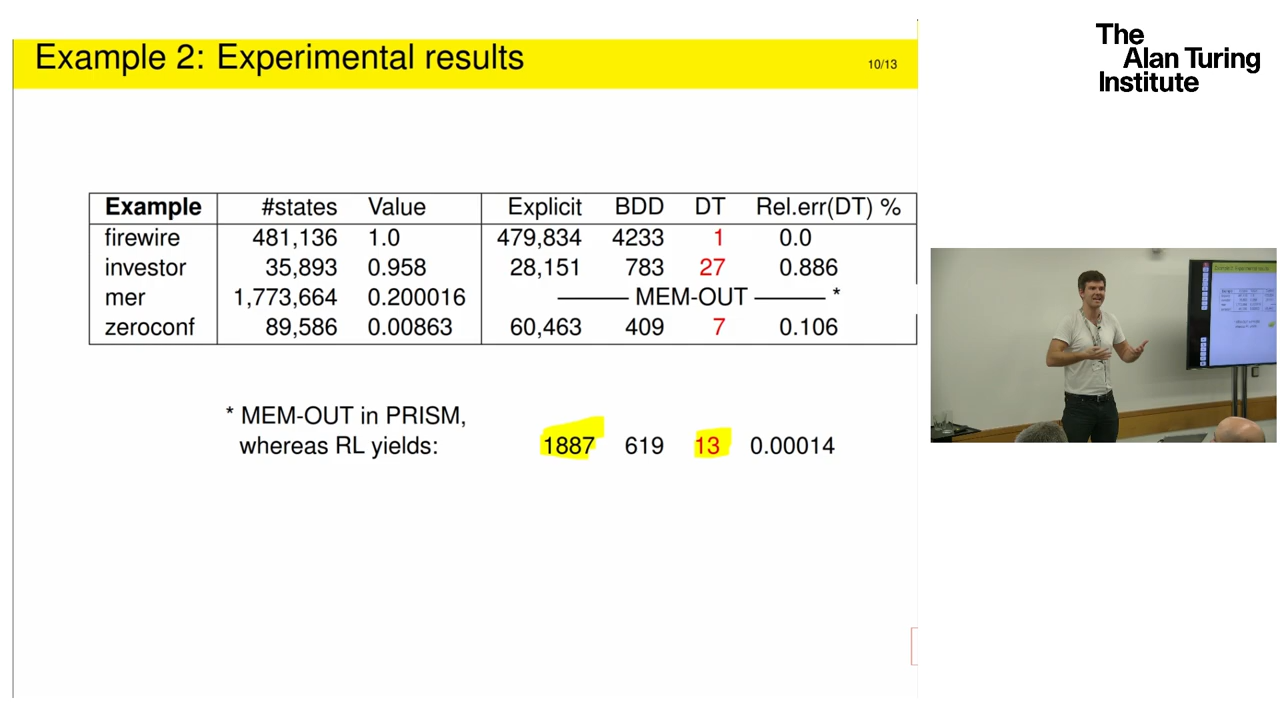 Example 2: Experimental results
10/13
The
Alan Turing
Institute
Example #states Value Explicit BDD DT Rel.err(DT) %
firewire 481,136 1.0 479,834 4233 1 0.0
investor 35,893 0.958 28,151 783 27 0.886
mer 1,773,664 0.200016 —— MEM-OUT —— *
zeroconf 89,586 0.00863 60,463 409 7 0.106
* MEM-OUT in PRISM,
whereas RL yields: 1887 619 13 0.00014